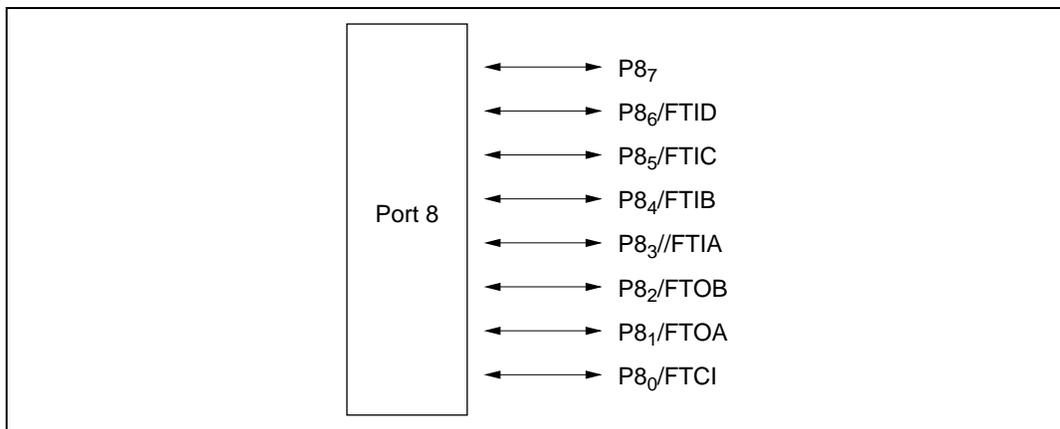 Port 8
P8₇
P8₆/FTID
P8₅/FTIC
P8₄/FTIB
P8₃//FTIA
P8₂/FTOB
P8₁/FTOA
P8₀/FTCI